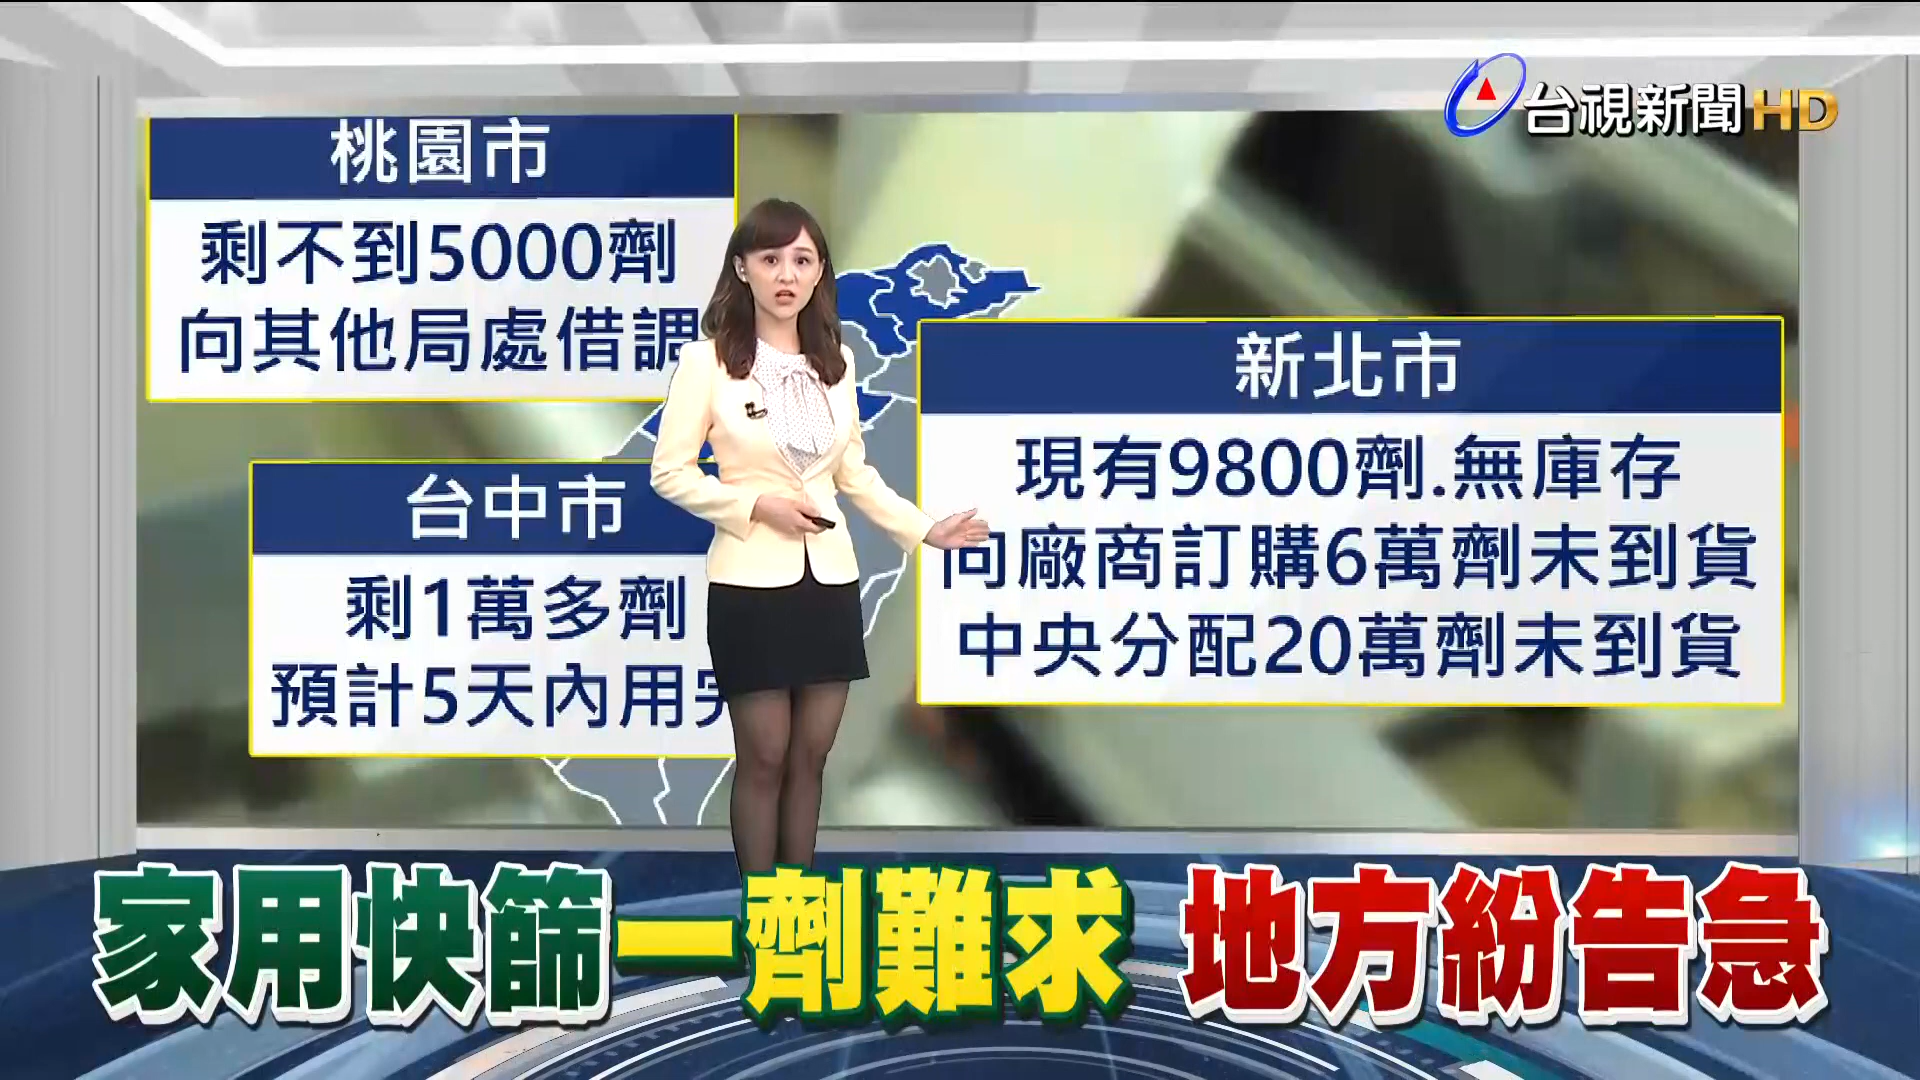 台視新聞HD
桃園市
剩不到5000劑
向其他局處借調
台中市
剩1萬多劑
預計5天內用完
新北市
現有9800劑.無庫存
向廠商訂購6萬劑未到貨
中央分配20萬劑未到貨
家用快篩一劑難求 地方紛告急